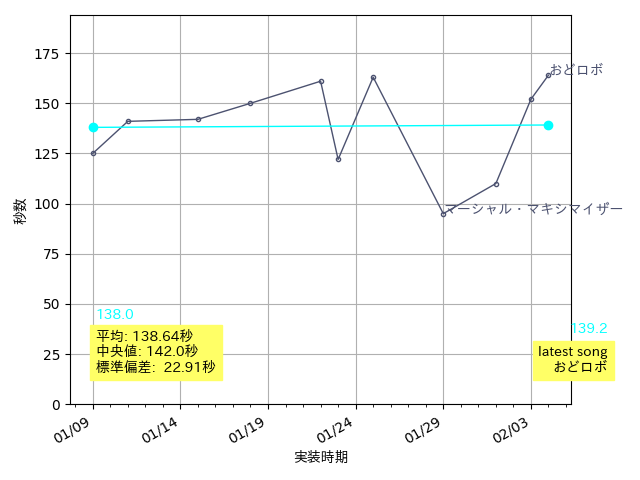 175
150
125
100
75
50
25
0
秒数
おどロボ
マーシャル・マキシマイザー
138.0
139.2
平均: 138.64秒
中央値: 142.0秒
標準偏差: 22.91秒
latest song
おどロボ
01/09
01/14
01/19
01/24
01/29
02/03
実装時期